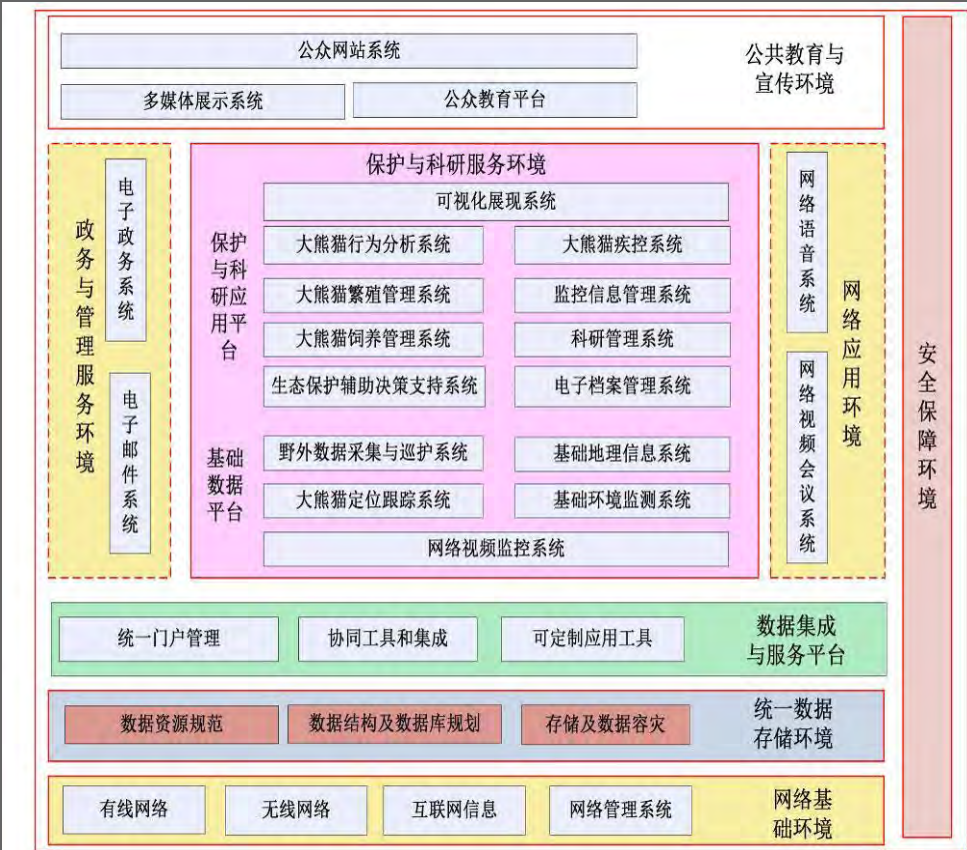 公众网站系统
多媒体展示系统
公众教育平台
公共教育与
宣传环境
政务与管理服务环境
电子政务系统
电子邮件系统
保护与科研服务环境
保护
与科
研应
用平
台
可视化展现系统
大熊猫行为分析系统
大熊猫疾控系统
大熊猫繁殖管理系统
监控信息管理系统
大熊猫饲养管理系统
科研管理系统
生态保护辅助决策支持系统
电子档案管理系统
基础
数据
平台
野外数据采集与巡护系统
基础地理信息系统
大熊猫定位跟踪系统
基础环境监测系统
网络视频监控系统
网络语音系统
网络视频会议系统
网络应用环境
安全保障环境
统一门户管理
协同工具和集成
可定制应用工具
数据集成
与服务平台
数据资源规范
数据结构及数据库规划
存储及数据容灾
统一数据
存储环境
有线网络
无线网络
互联网信息
网络管理系统
网络基
础环境